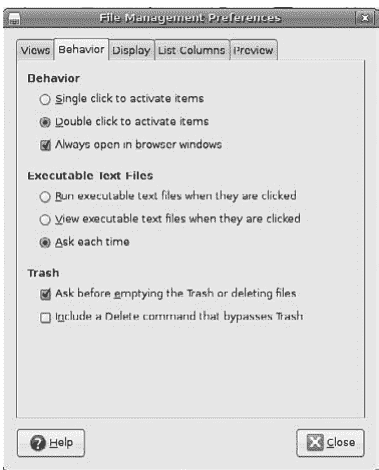 File Management Preferences
Views Behavior Display List Columns Preview
Behavior
Single click to activate items
Double click to activate items
Always open in browser windows
Executable Text Files
Run executable text files when they are clicked
View executable text files when they are clicked
Ask each time
Trash
Ask before emptying the Trash or deleting files
Include a Delete command that bypasses Trash
Help Close